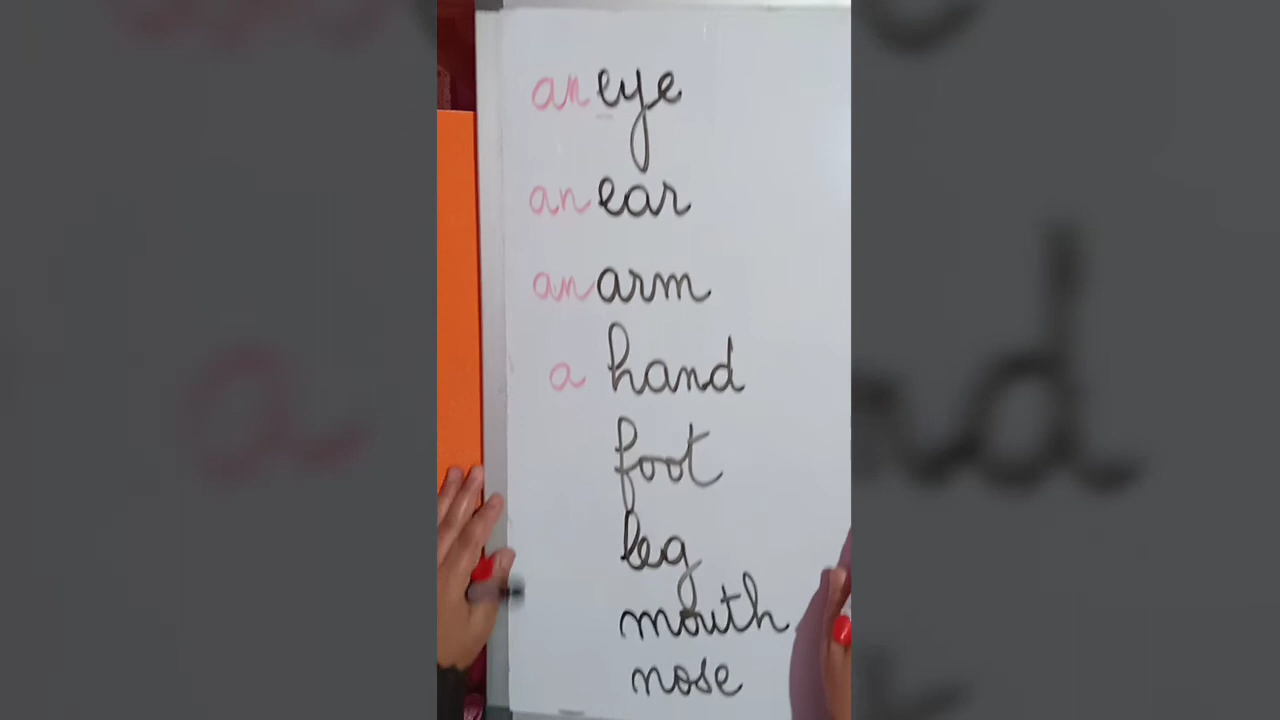 an eye
an ear
an arm
a hand
foot
leg
mouth
nose